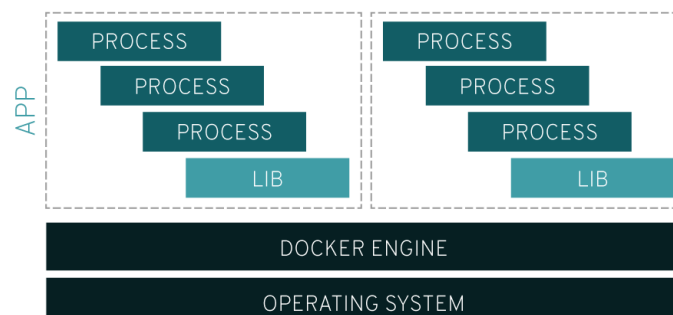 APP
PROCESS
PROCESS
PROCESS
LIB
PROCESS
PROCESS
PROCESS
LIB
DOCKER ENGINE
OPERATING SYSTEM